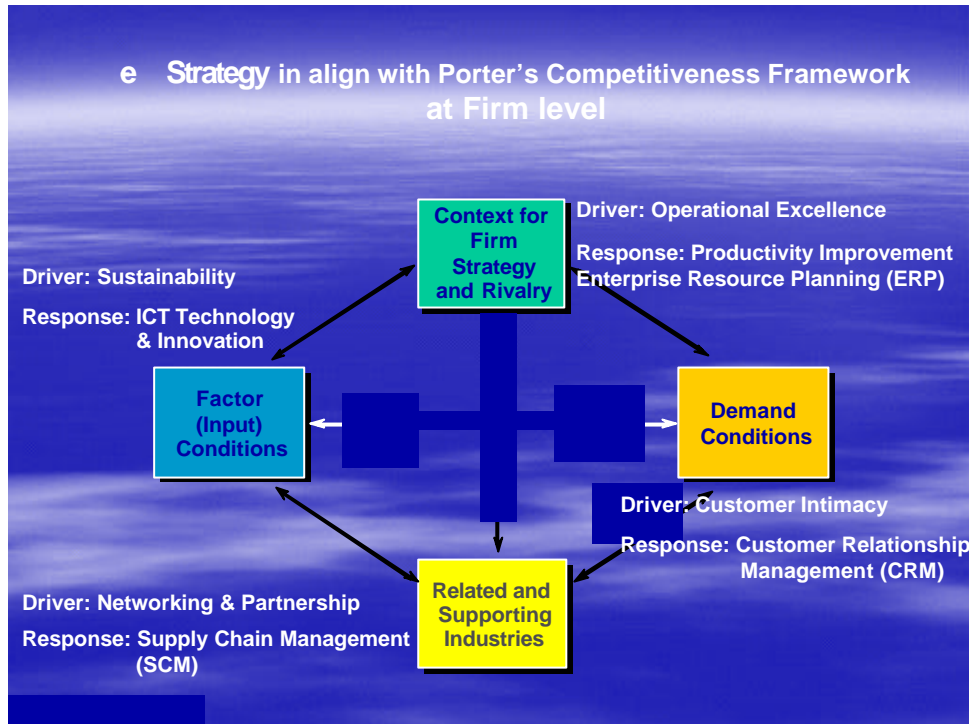 e Strategy in align with Porter's Competitiveness Framework
at Firm level
Context for
Firm
Strategy
and Rivalry
Driver: Operational Excellence
Response: Productivity Improvement
Enterprise Resource Planning (ERP)
Driver: Sustainability
Response: ICT Technology
& Innovation
Factor
(Input)
Conditions
Demand
Conditions
Driver: Customer Intimacy
Response: Customer Relationship
Management (CRM)
Related and
Supporting
Industries
Driver: Networking & Partnership
Response: Supply Chain Management
(SCM)